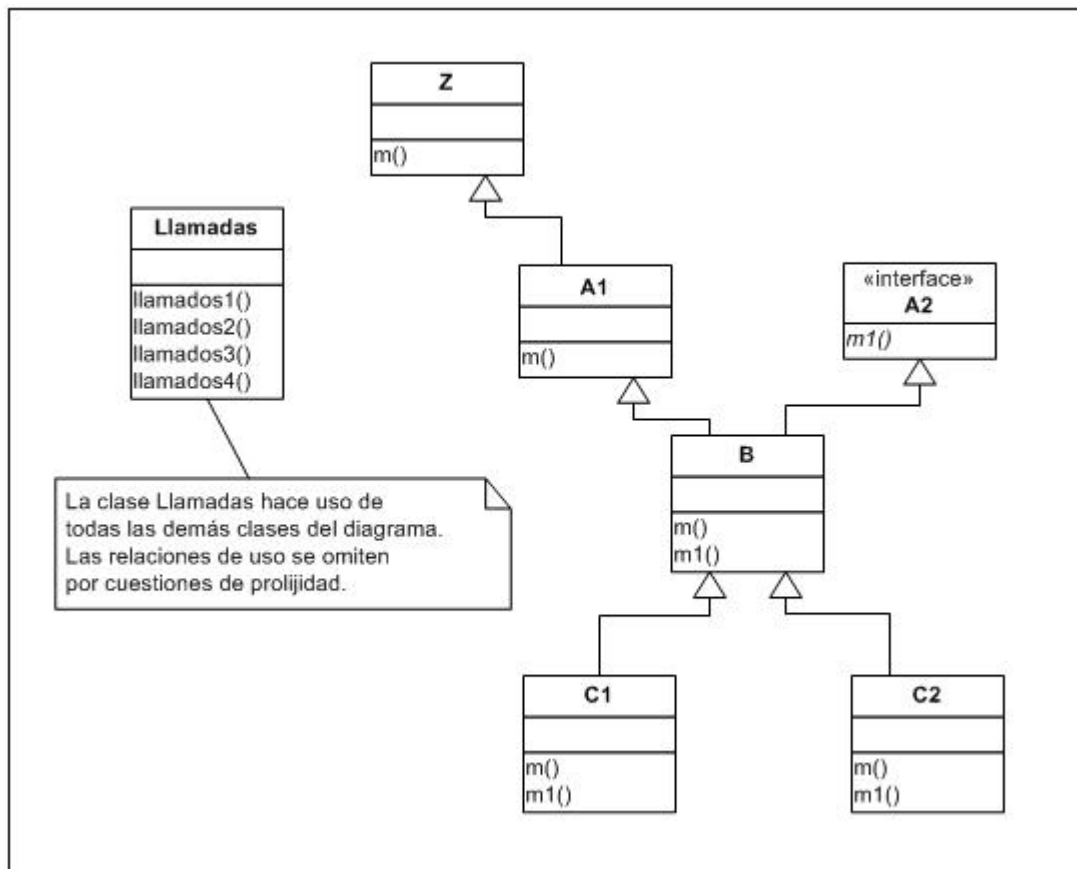 Z
m()
Llamadas
llamados1()
llamados2()
llamados3()
llamados4()
A1
m()
«interface»
A2
m1()
B
m()
m1()
La clase Llamadas hace uso de
todas las demás clases del diagrama.
Las relaciones de uso se omiten
por cuestiones de prolijidad.
C1
m()
m1()
C2
m()
m1()